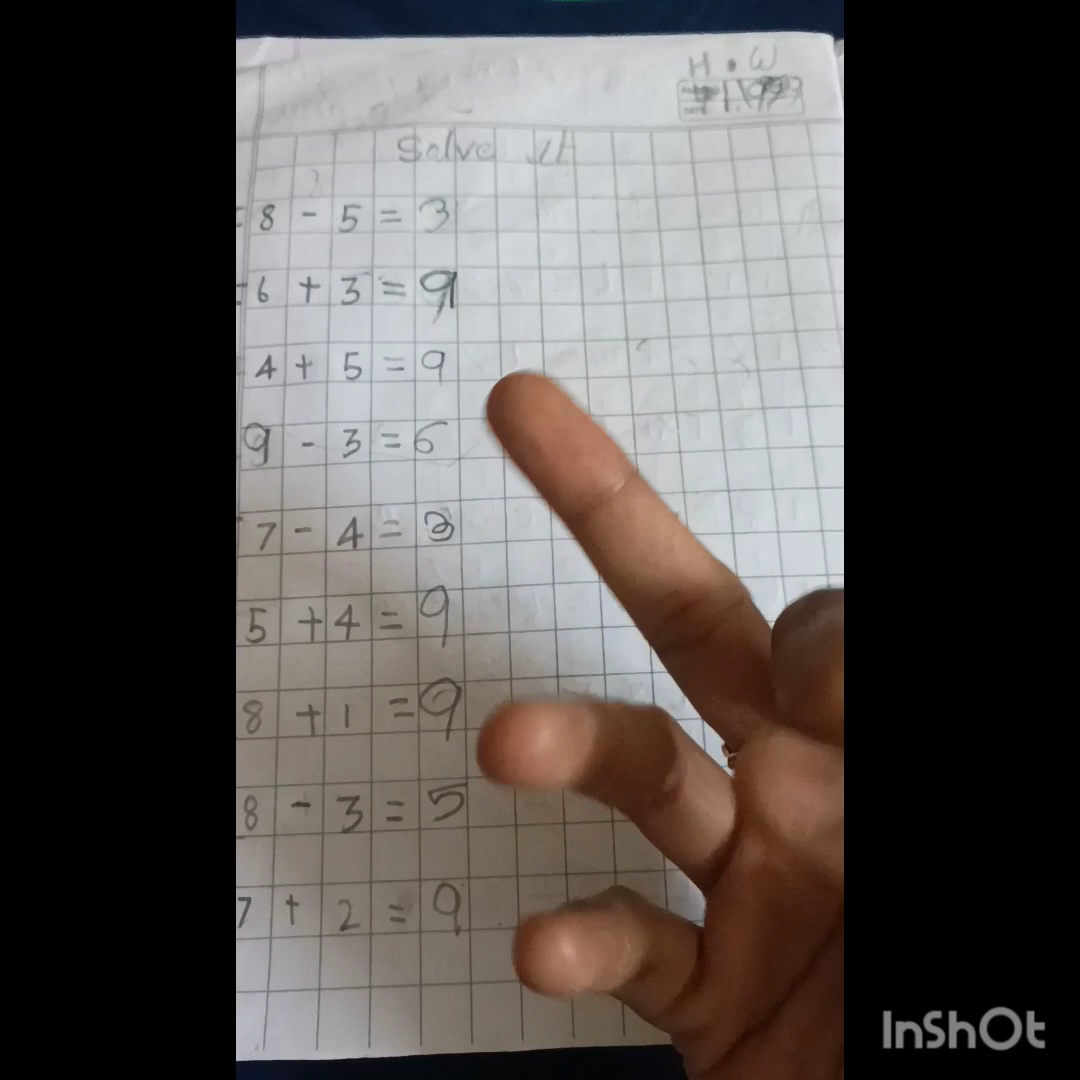 H.W
Solve it
8 - 5 = 3
6 + 3 = 9
4 + 5 = 9
9 - 3 = 6
7 - 4 = 3
5 + 4 = 9
8 + 1 = 9
8 - 3 = 5
7 + 2 = 9
InShOt